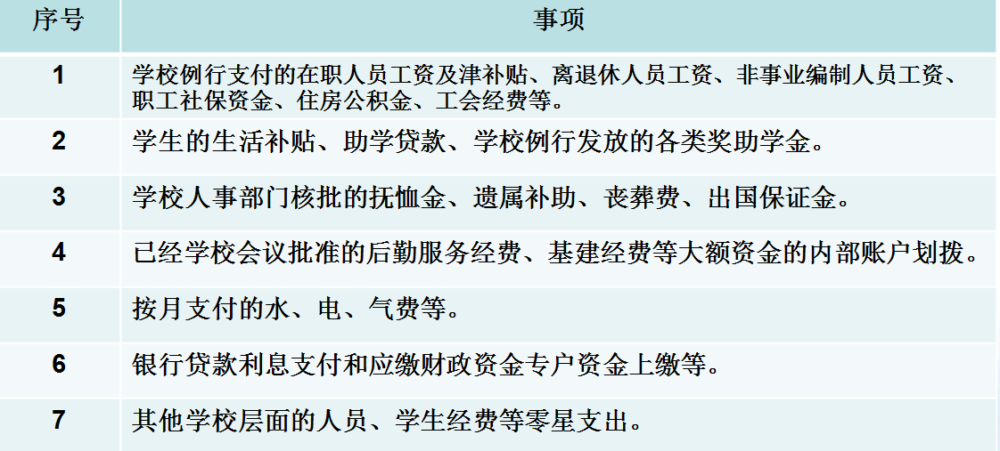 序号 事项
1 学校例行支付的在职人员工资及津补贴、离退休人员工资、非事业编制人员工资、
职工社保资金、住房公积金、工会经费等。
2 学生的生活补贴、助学贷款、学校例行发放的各类奖助学金。
3 学校人事部门核批的抚恤金、遗属补助、丧葬费、出国保证金。
4 已经学校会议批准的后勤服务经费、基建经费等大额资金的内部账户划拨。
5 按月支付的水、电、气费等。
6 银行贷款利息支付和应缴财政资金专户资金上缴等。
7 其他学校层面的人员、学生经费等零星支出。